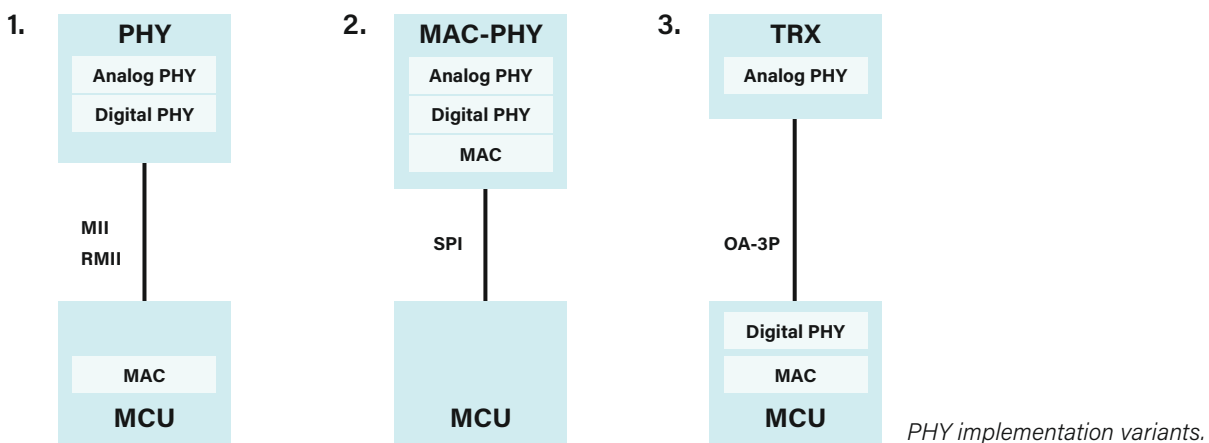 1.
PHY
Analog PHY
Digital PHY
MII
RMII
MAC
MCU
2.
MAC-PHY
Analog PHY
Digital PHY
MAC
SPI
MCU
3.
TRX
Analog PHY
OA-3P
Digital PHY
MAC
MCU
PHY implementation variants.